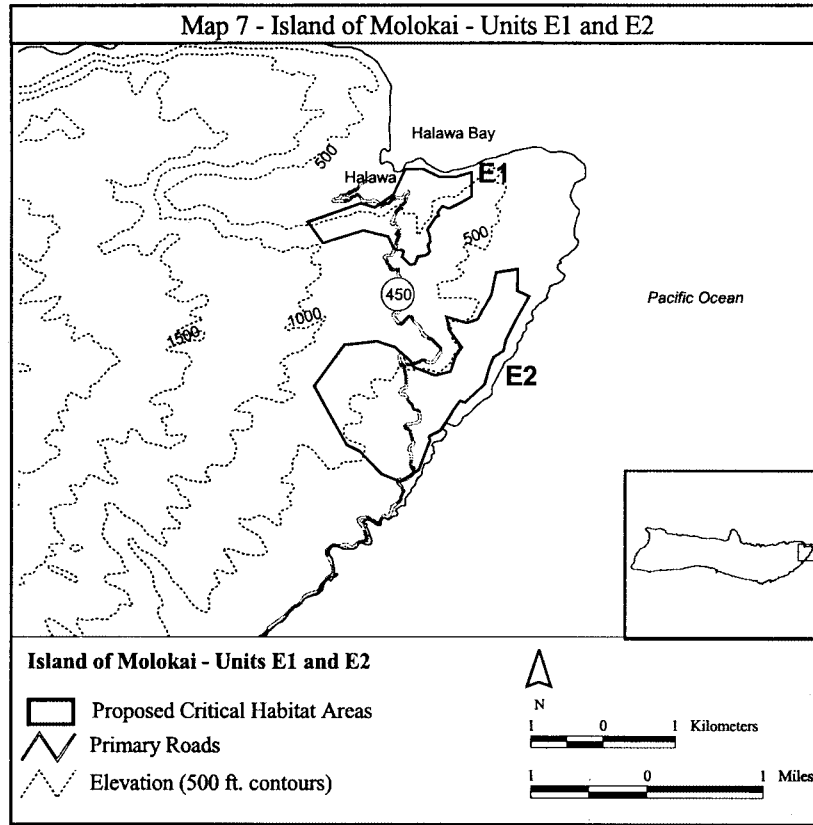 Map 7 - Island of Molokai - Units E1 and E2
Halawa Bay
500
Halawa
E1
500
450
Pacific Ocean
1000
1500
E2
Island of Molokai - Units E1 and E2
Proposed Critical Habitat Areas
Primary Roads
Elevation (500 ft. contours)
N
1 0 1 Kilometers
1 0 1 Miles